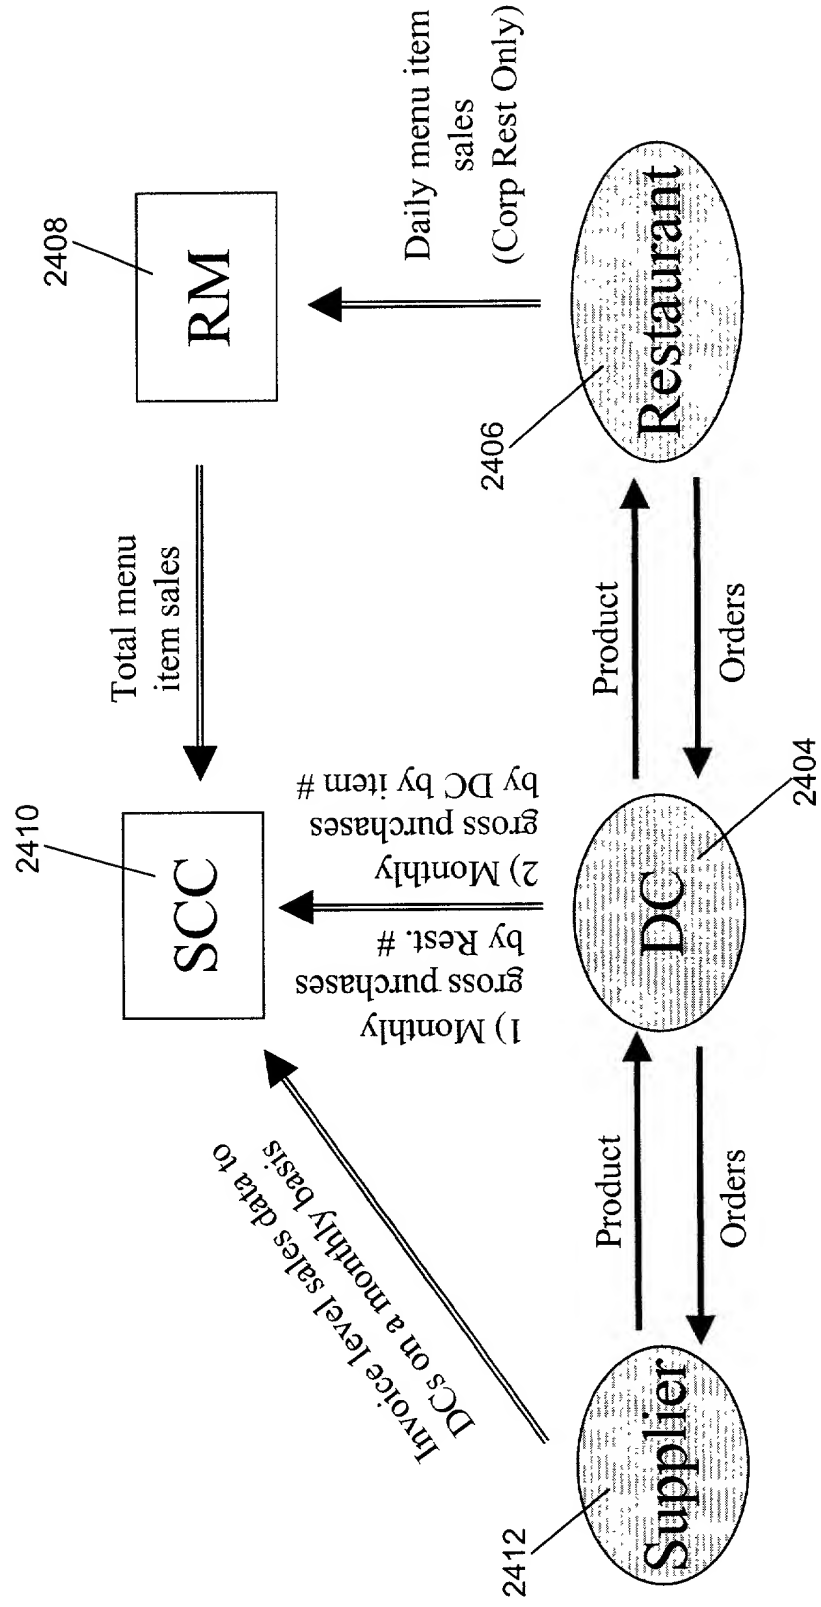 2410
SCC
2408
RM
Total menu
item sales
Invoice level sales data to
DCs on a monthly basis
1) Monthly
gross purchases
by Rest. #
2) Monthly
gross purchases
by DC by item #
Daily menu item
sales
(Corp Rest Only)
2412
Supplier
Product
Orders
DC
2404
Product
Orders
2406
Restaurant